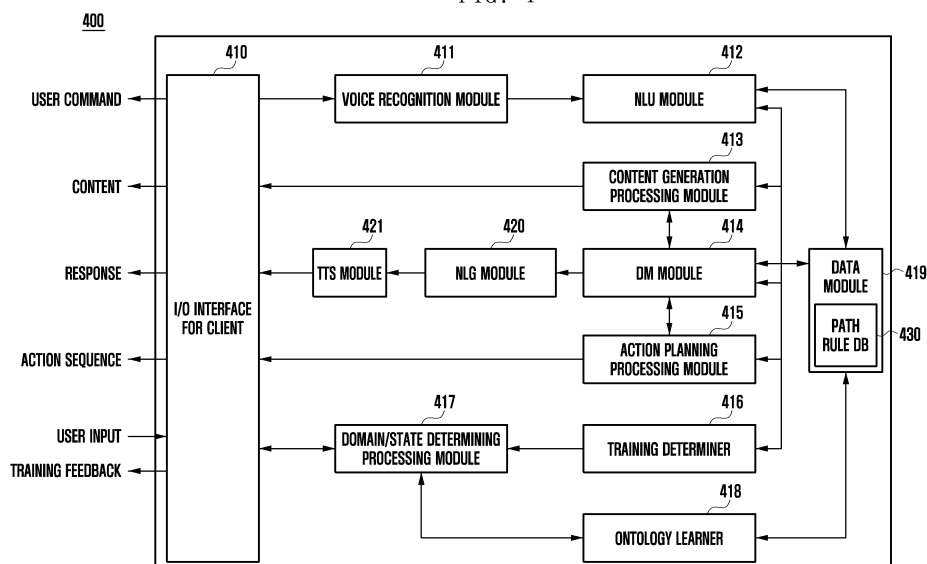 FIG. 4
400
410
411
412
USER COMMAND
VOICE RECOGNITION MODULE
NLU MODULE
413
CONTENT
CONTENT GENERATION
PROCESSING MODULE
421
420
414
RESPONSE
TTS MODULE
NLG MODULE
DM MODULE
DATA
MODULE
419
I/O INTERFACE
FOR CLIENT
415
PATH
RULE DB
430
ACTION SEQUENCE
ACTION PLANNING
PROCESSING MODULE
417
416
USER INPUT
DOMAIN/STATE DETERMINING
PROCESSING MODULE
TRAINING DETERMINER
TRAINING FEEDBACK
418
ONTOLOGY LEARNER